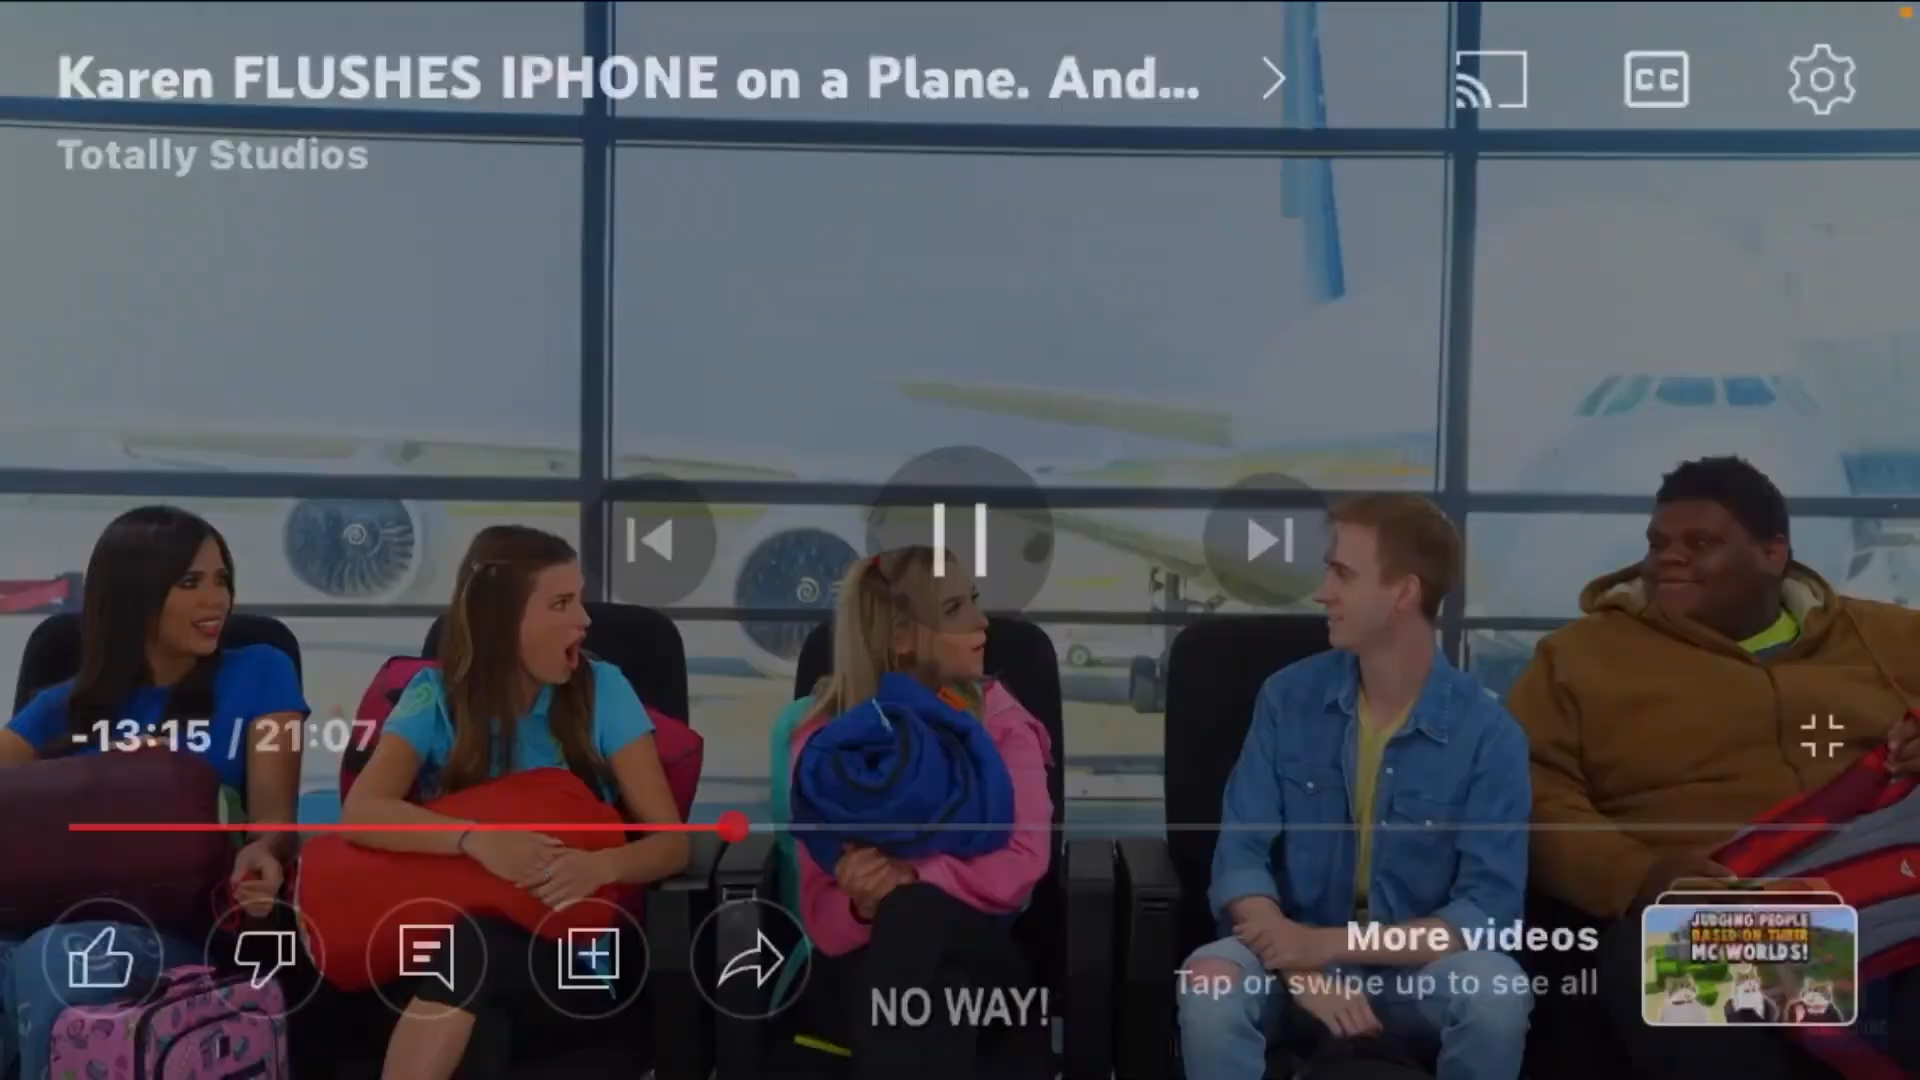 Karen FLUSHES IPHONE on a Plane. And...
CC
Totally Studios
-13:15 / 21:07
More videos
Tap or swipe up to see all
JUDGING PEOPLE
BASED ON THEIR
MC WORLDS!
NO WAY!